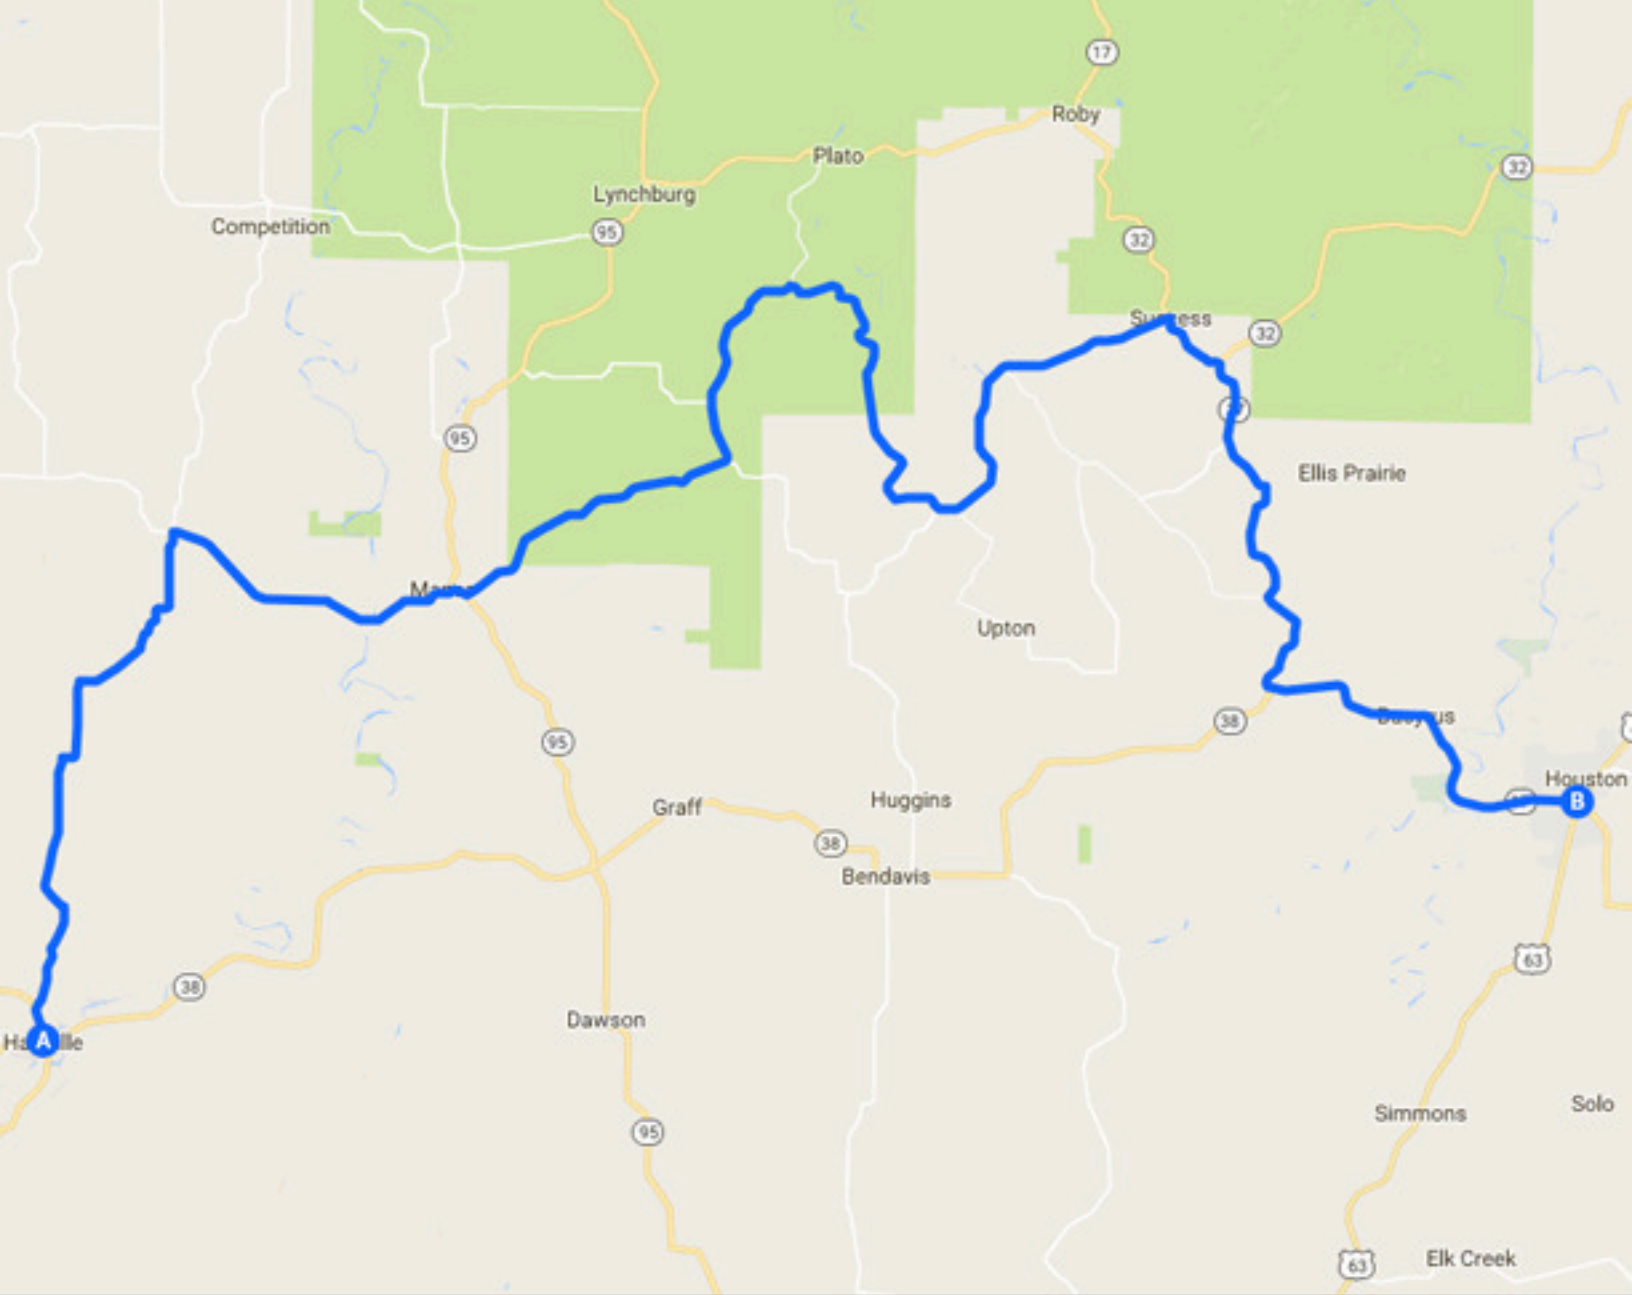 17
Roby
Plato
32
Lynchburg
Competition
95
32
32
95
Ellis Prairie
Upton
38
95
Houston
Huggins
Graff
38
Bendavis
63
38
A
B
Dawson
Solo
Simmons
95
Elk Creek
63